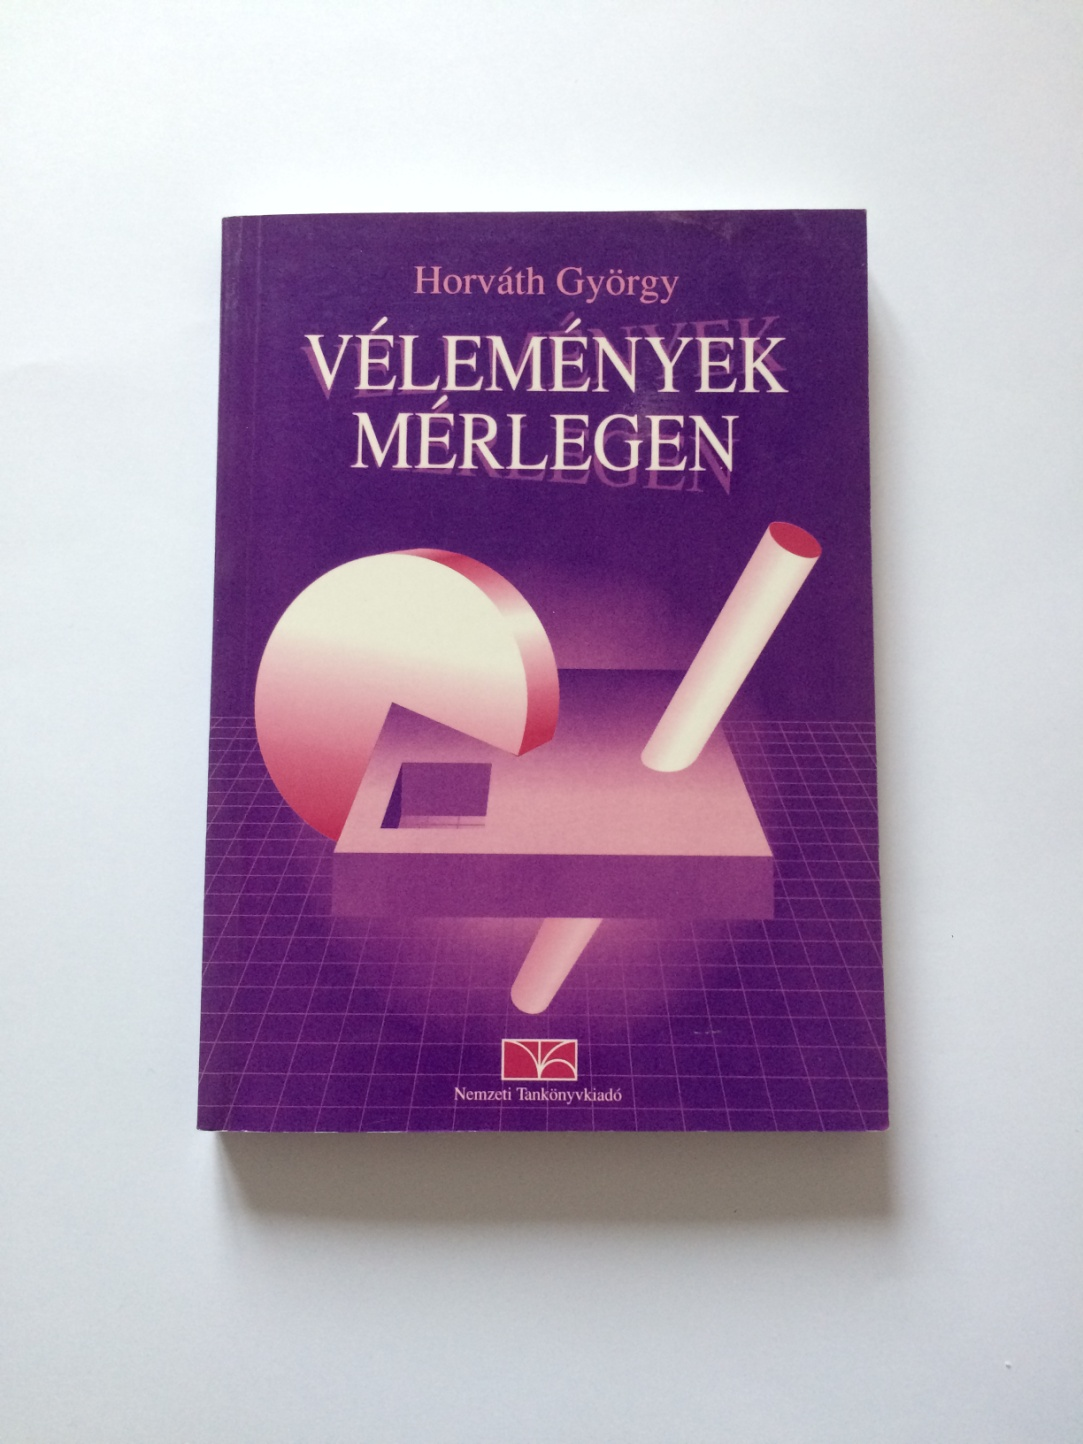 Horváth György
VÉLEMÉNYEK
MÉRLEGEN
Nemzeti Tankönyvkiadó